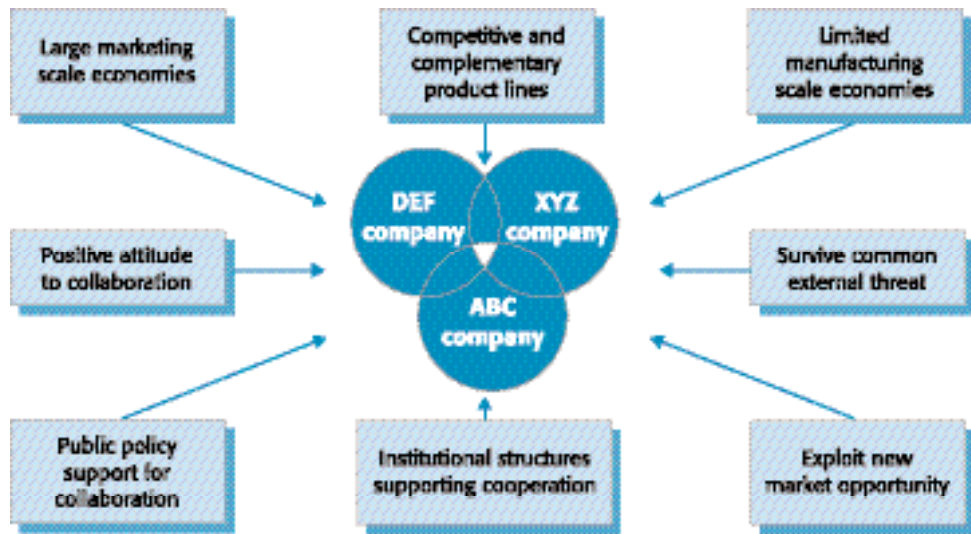 Large marketing
scale economies
Competitive and
complementary
product lines
Limited
manufacturing
scale economies
DEF
company
XYZ
company
Positive attitude
to collaboration
Survive common
external threat
ABC
company
Public policy
support for
collaboration
Institutional structures
supporting cooperation
Exploit new
market opportunity